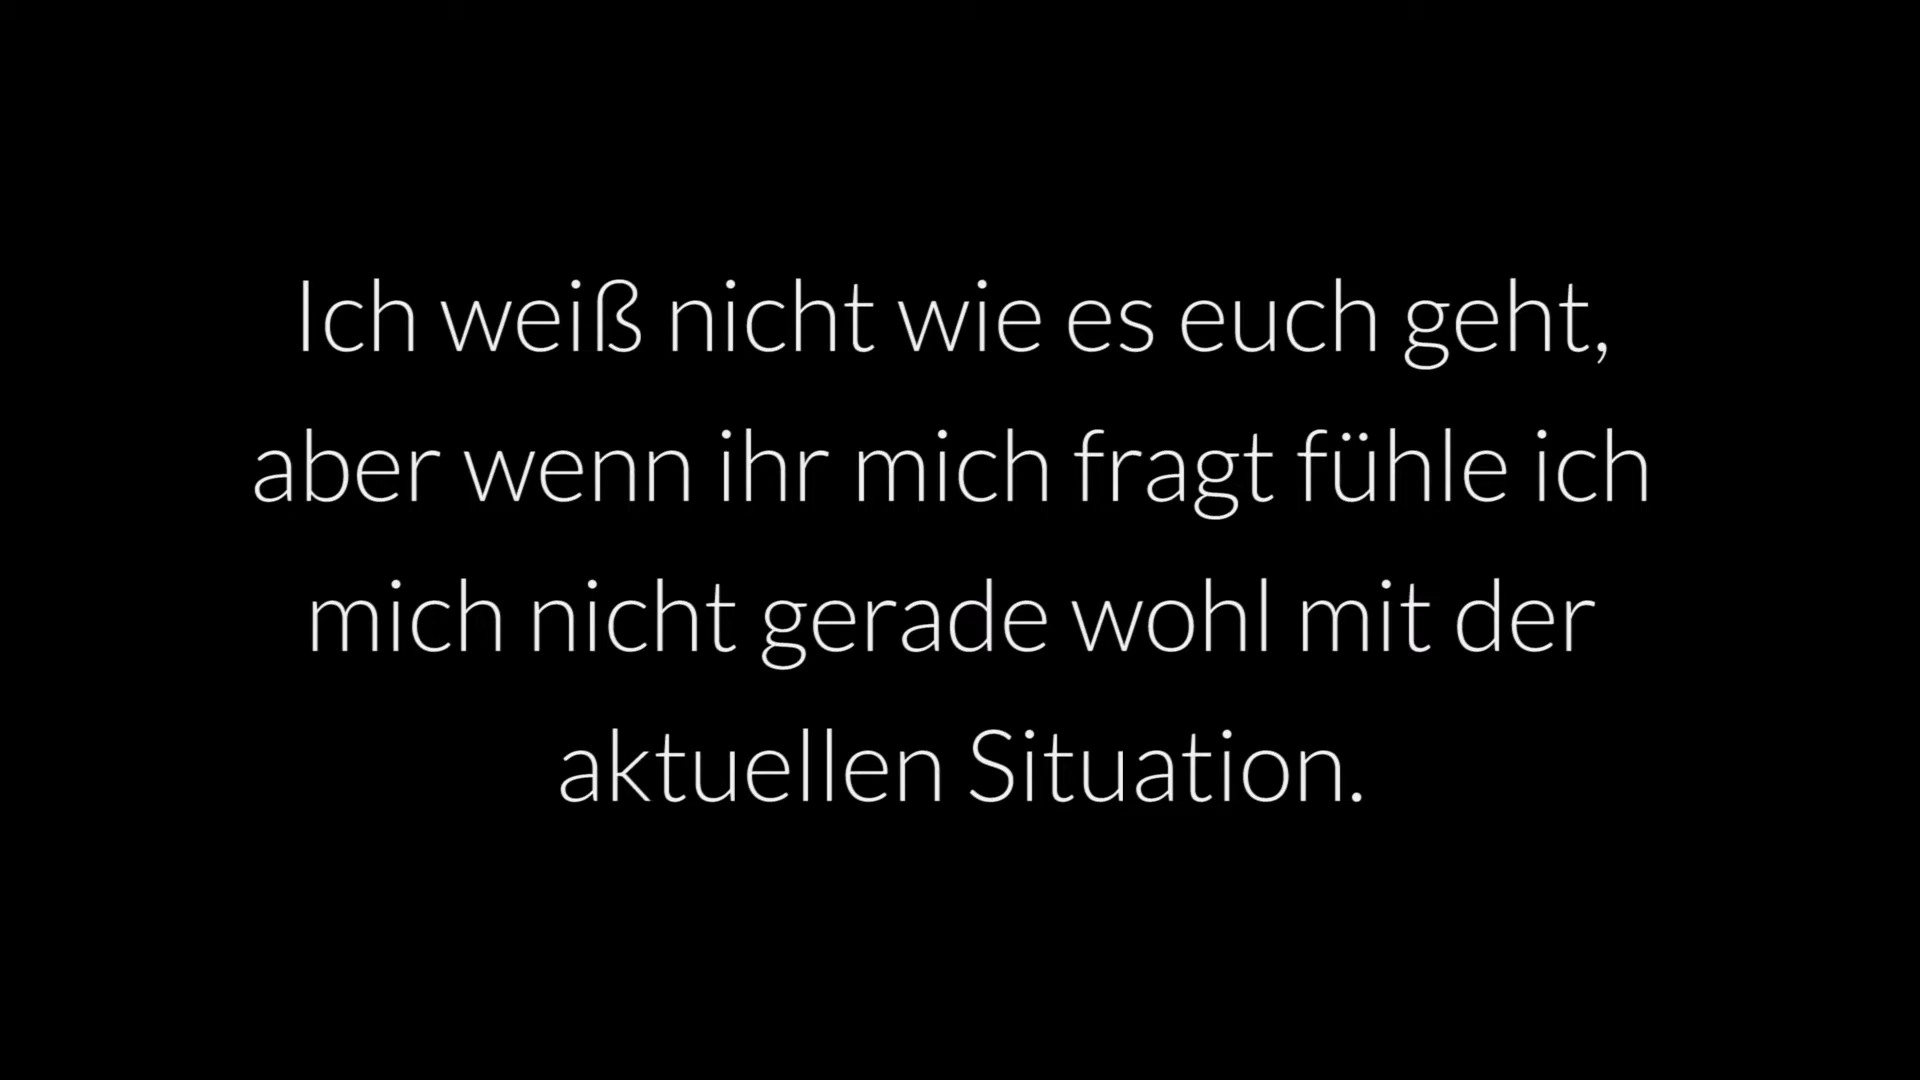 Ich weiß nicht wie es euch geht,
aber wenn ihr mich fragt fühle ich
mich nicht gerade wohl mit der
aktuellen Situation.